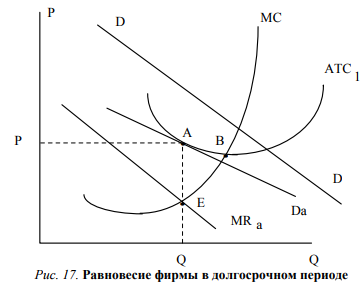 P
MC
D
ATC 1
A
B
P
E
D
Da
MR a
Q
Q
Рис. 17. Равновесие фирмы в долгосрочном периоде